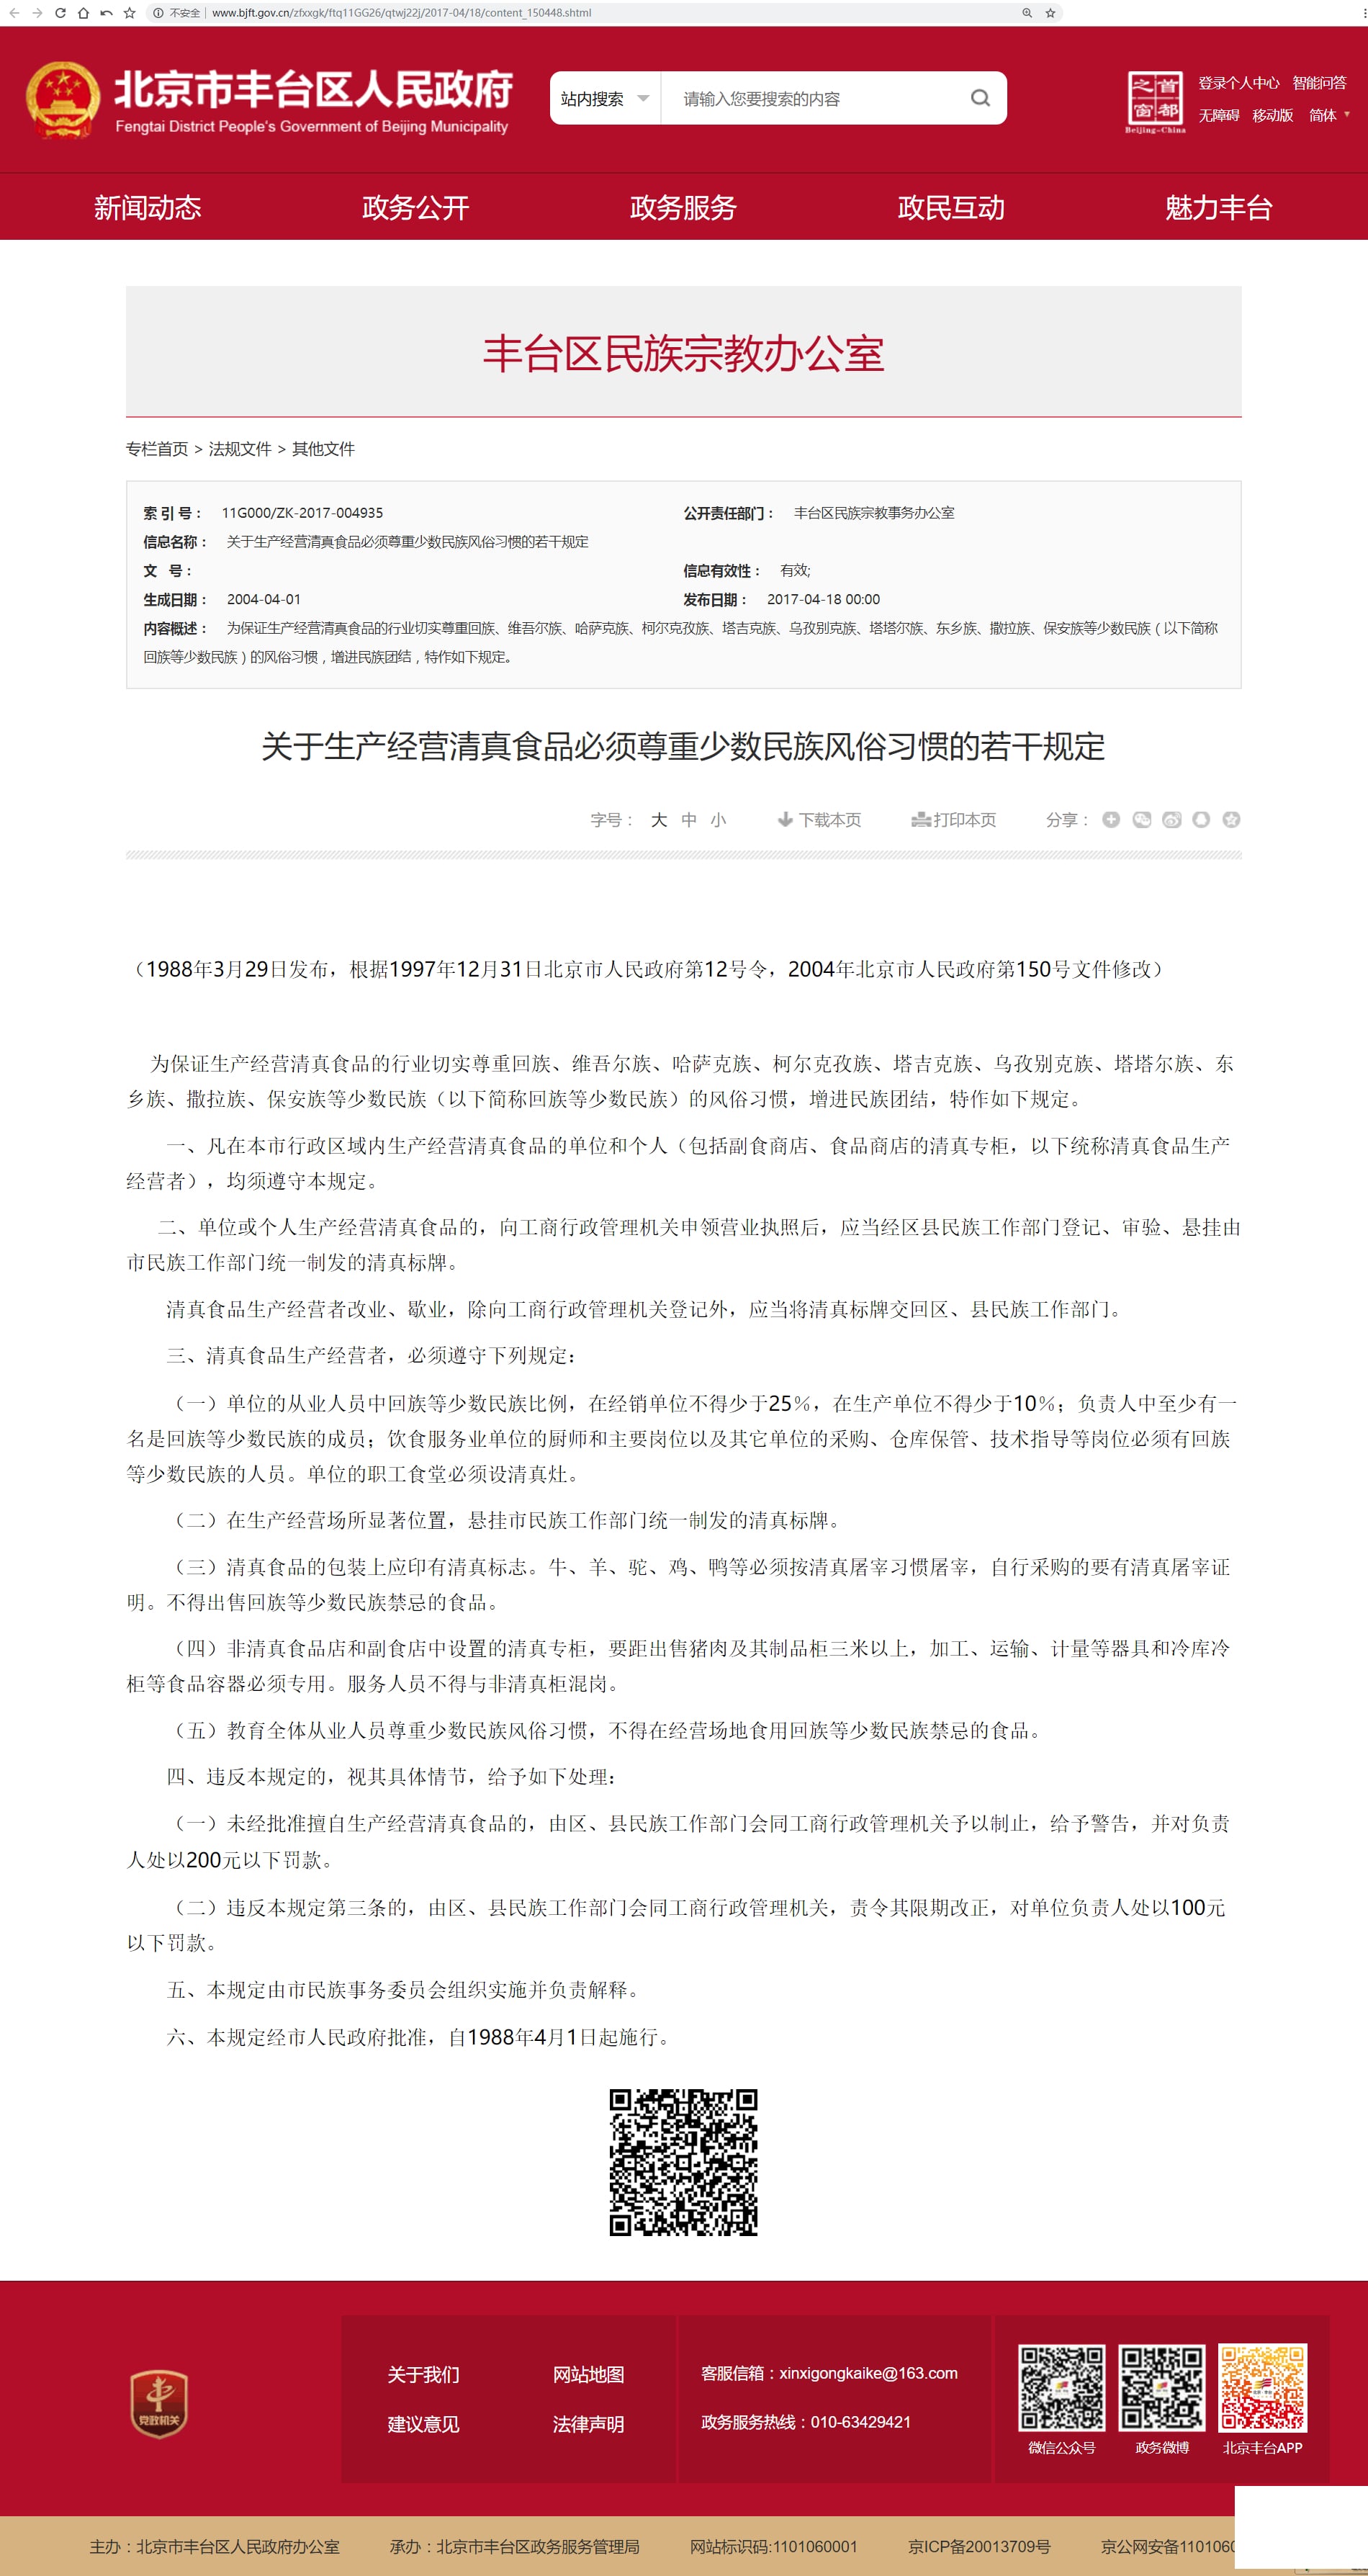 不安全 | www.bjft.gov.cn/zfxxgk/ftq11GG26/qtwj22j/2017-04/18/content_150448.shtml
北京市丰台区人民政府
Fengtai District People's Government of Beijing Municipality
站内搜索 请输入您要搜索的内容
首都之窗
Beijing-China
登录个人中心 智能问答
无障碍 移动版 简体
新闻动态 政务公开 政务服务 政民互动 魅力丰台
丰台区民族宗教办公室
专栏首页 > 法规文件 > 其他文件
索 引 号： 11G000/ZK-2017-004935 公开责任部门： 丰台区民族宗教事务办公室
信息名称： 关于生产经营清真食品必须尊重少数民族风俗习惯的若干规定
文 号： 信息有效性： 有效;
生成日期： 2004-04-01 发布日期： 2017-04-18 00:00
内容概述： 为保证生产经营清真食品的行业切实尊重回族、维吾尔族、哈萨克族、柯尔克孜族、塔吉克族、乌孜别克族、塔塔尔族、东乡族、撒拉族、保安族等少数民族（以下简称
回族等少数民族）的风俗习惯，增进民族团结，特作如下规定。
关于生产经营清真食品必须尊重少数民族风俗习惯的若干规定
字号： 大 中 小 下载本页 打印本页 分享：
（1988年3月29日发布，根据1997年12月31日北京市人民政府第12号令，2004年北京市人民政府第150号文件修改）
为保证生产经营清真食品的行业切实尊重回族、维吾尔族、哈萨克族、柯尔克孜族、塔吉克族、乌孜别克族、塔塔尔族、东
乡族、撒拉族、保安族等少数民族（以下简称回族等少数民族）的风俗习惯，增进民族团结，特作如下规定。
一、凡在本市行政区域内生产经营清真食品的单位和个人（包括副食商店、食品商店的清真专柜，以下统称清真食品生产
经营者），均须遵守本规定。
二、单位或个人生产经营清真食品的，向工商行政管理机关申领营业执照后，应当经区县民族工作部门登记、审验、悬挂由
市民族工作部门统一制发的清真标牌。
清真食品生产经营者改业、歇业，除向工商行政管理机关登记外，应当将清真标牌交回区、县民族工作部门。
三、清真食品生产经营者，必须遵守下列规定：
（一）单位的从业人员中回族等少数民族比例，在经销单位不得少于25％，在生产单位不得少于10％；负责人中至少有一
名是回族等少数民族的成员；饮食服务业单位的厨师和主要岗位以及其它单位的采购、仓库保管、技术指导等岗位必须有回族
等少数民族的人员。单位的职工食堂必须设清真灶。
（二）在生产经营场所显著位置，悬挂市民族工作部门统一制发的清真标牌。
（三）清真食品的包装上应印有清真标志。牛、羊、驼、鸡、鸭等必须按清真屠宰习惯屠宰，自行采购的要有清真屠宰证
明。不得出售回族等少数民族禁忌的食品。
（四）非清真食品店和副食店中设置的清真专柜，要距出售猪肉及其制品柜三米以上，加工、运输、计量等器具和冷库冷
柜等食品容器必须专用。服务人员不得与非清真柜混岗。
（五）教育全体从业人员尊重少数民族风俗习惯，不得在经营场地食用回族等少数民族禁忌的食品。
四、违反本规定的，视其具体情节，给予如下处理：
（一）未经批准擅自生产经营清真食品的，由区、县民族工作部门会同工商行政管理机关予以制止，给予警告，并对负责
人处以200元以下罚款。
（二）违反本规定第三条的，由区、县民族工作部门会同工商行政管理机关，责令其限期改正，对单位负责人处以100元
以下罚款。
五、本规定由市民族事务委员会组织实施并负责解释。
六、本规定经市人民政府批准，自1988年4月1日起施行。
党政机关
关于我们 网站地图
建议意见 法律声明
客服信箱：xinxigongkaike@163.com
政务服务热线：010-63429421
微信公众号 政务微博 北京丰台APP
主办：北京市丰台区人民政府办公室 承办：北京市丰台区政务服务管理局 网站标识码:1101060001 京ICP备20013709号 京公网安备110106